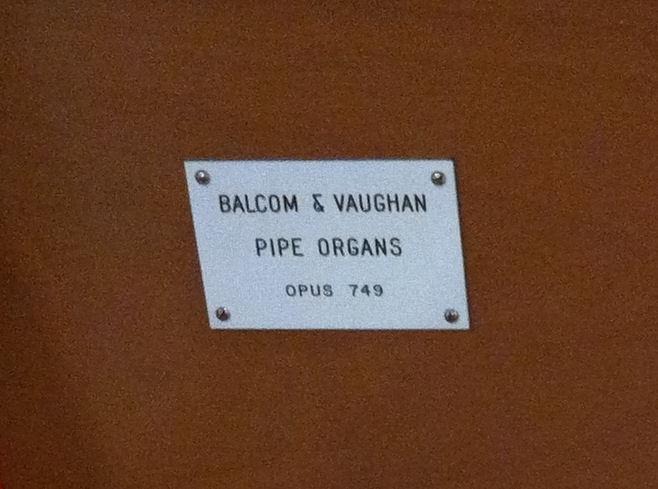 BALCOM & VAUGHAN
PIPE ORGANS
OPUS 749